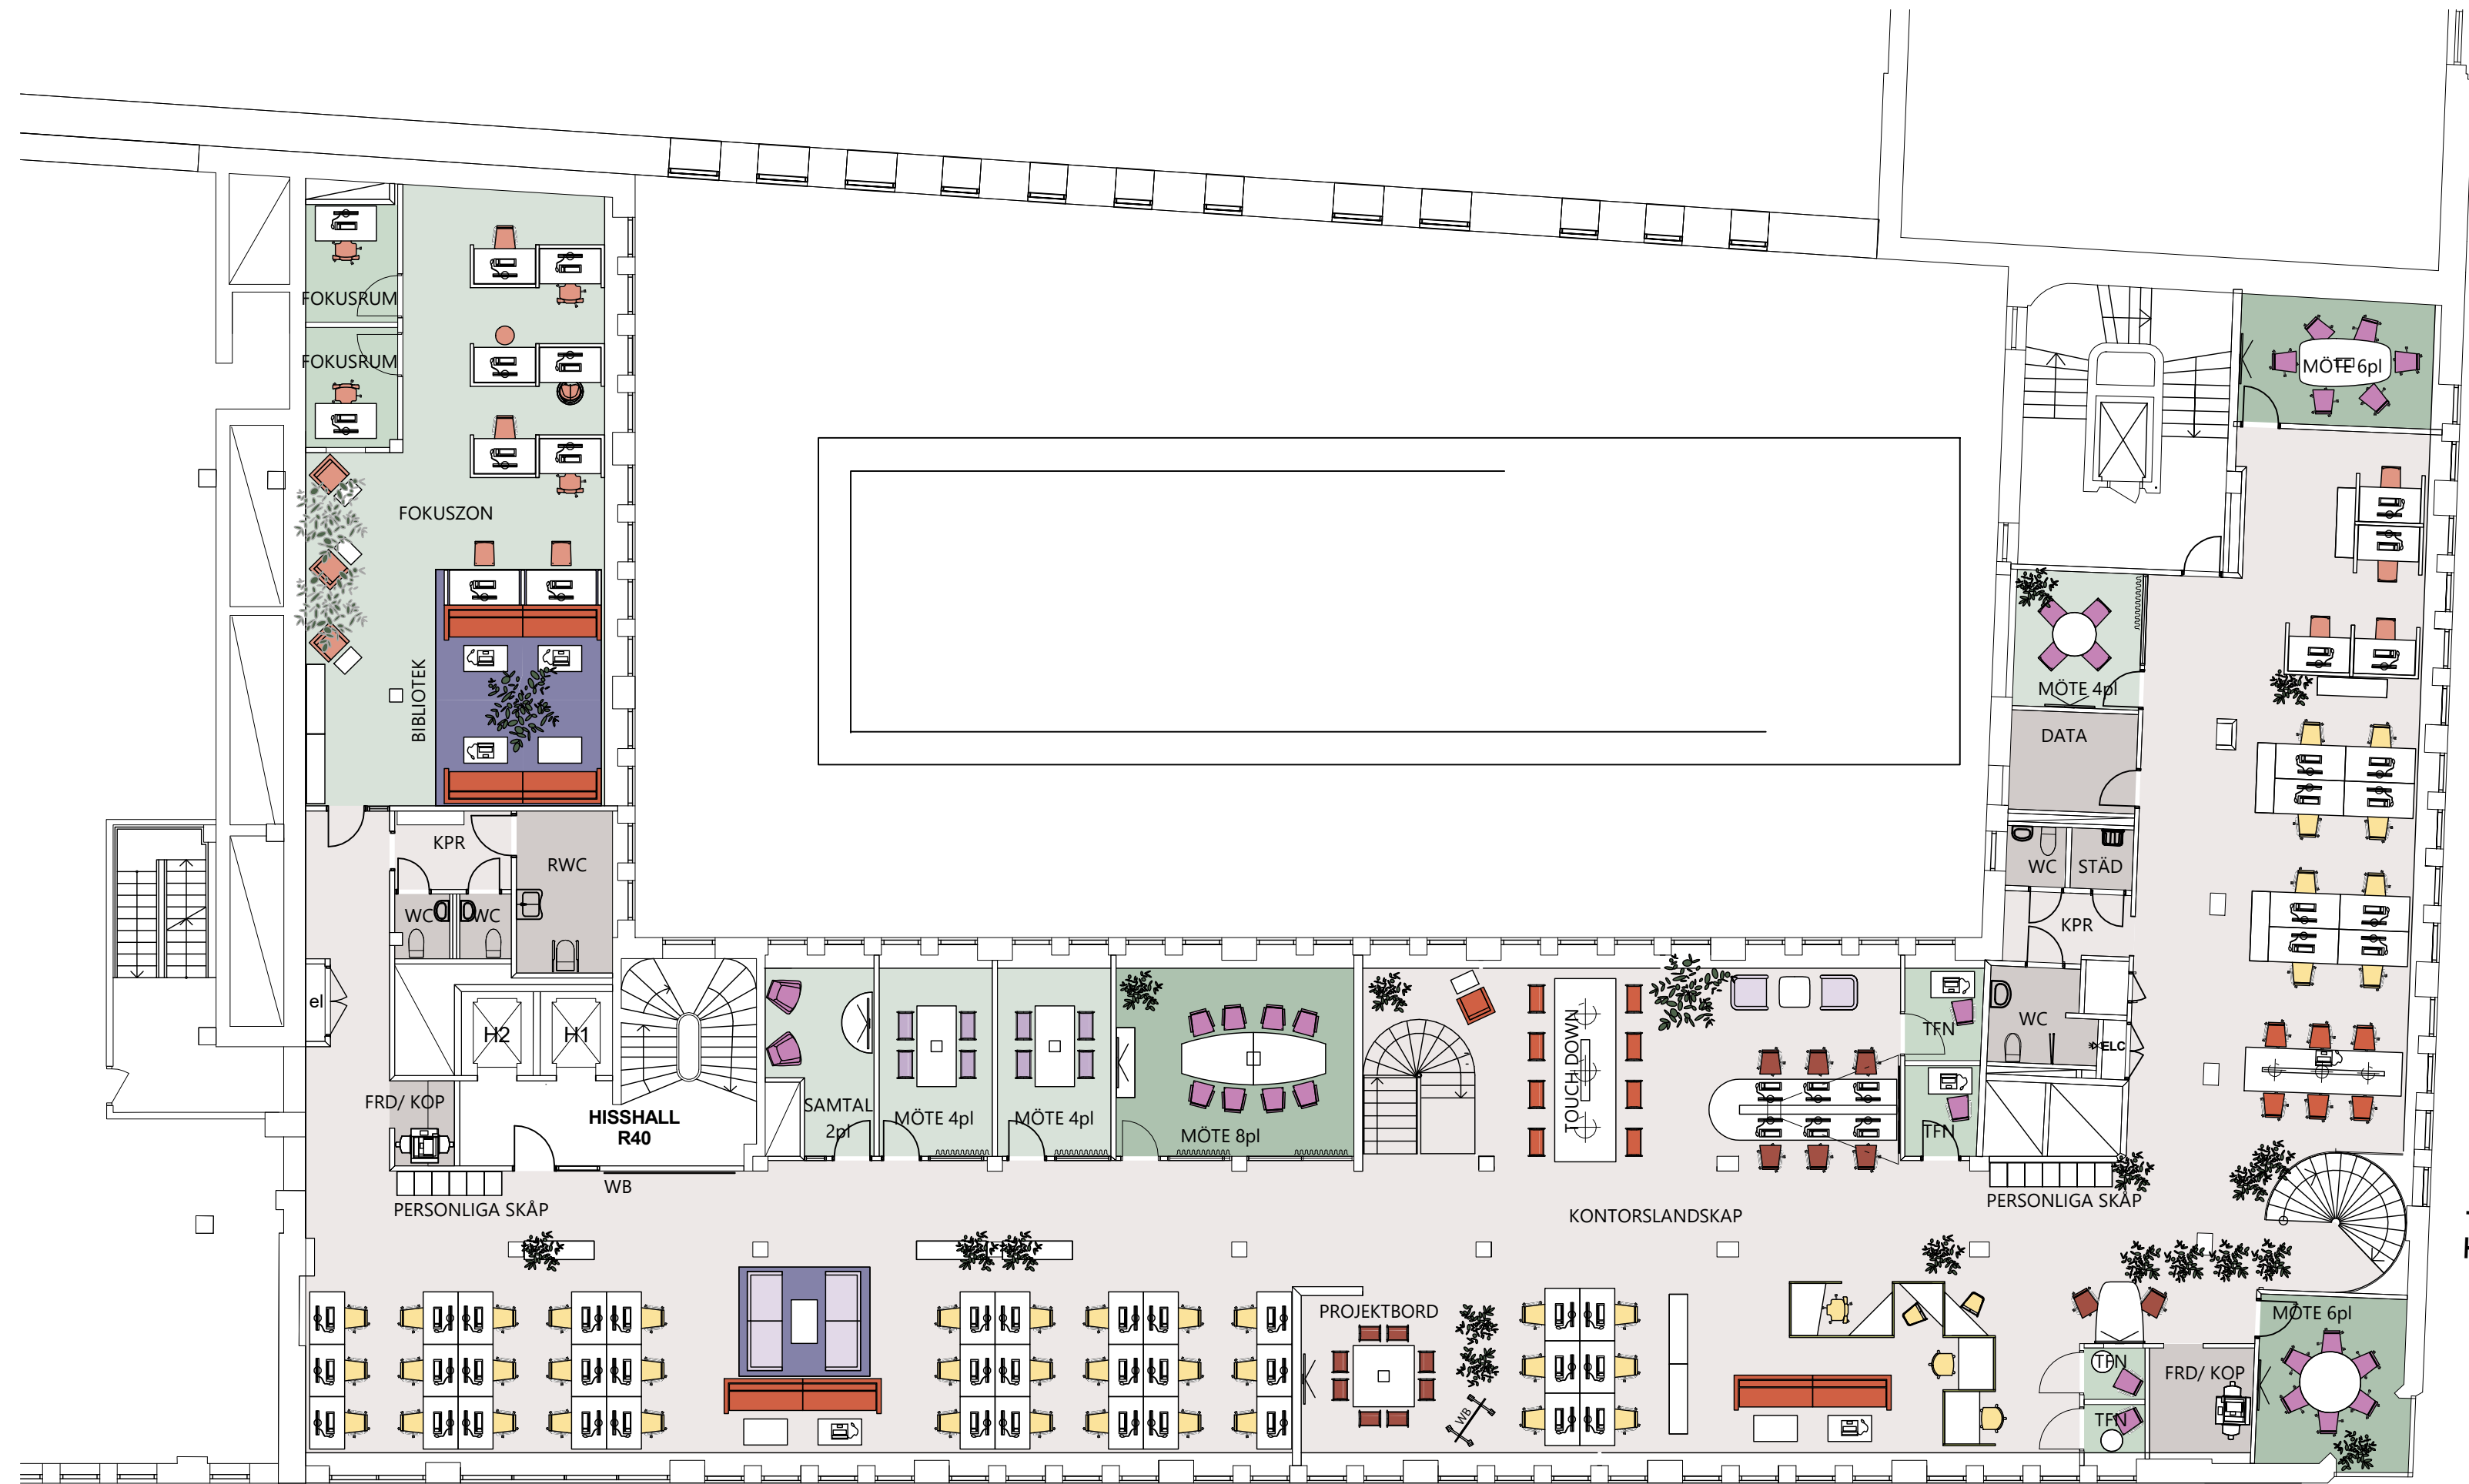 FOKUSRUM
FOKUSRUM
MÖTE 6pl
FOKUSZON
BIBLIOTEK
MÖTE 4pl
DATA
KPR
RWC
WC
STÄD
WC
WC
KPR
el
H2
H1
TFN
WC
ELC
TOUCH DOWN
FRD/ KOP
HISSHALL
R40
SAMTAL
2pl
MÖTE 4pl
MÖTE 4pl
MÖTE 8pl
TFN
WB
PERSONLIGA SKÅP
PERSONLIGA SKÅP
KONTORSLANDSKAP
PROJEKTBORD
MÖTE 6pl
TFN
FRD/ KOP
WB
TFN